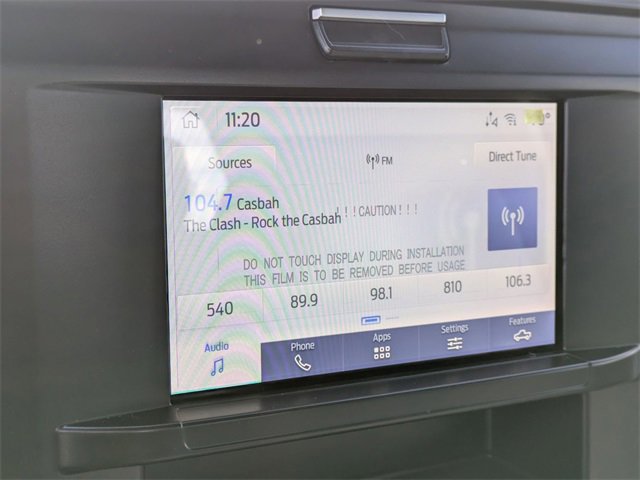 11:20
Sources
FM
Direct Tune
104.7 Casbah
The Clash - Rock the Casbah
! ! ! CAUTION ! ! !
DO NOT TOUCH DISPLAY DURING INSTALLATION
THIS FILM IS TO BE REMOVED BEFORE USAGE
540 89.9 98.1 810 106.3
Audio Phone Apps Settings Features